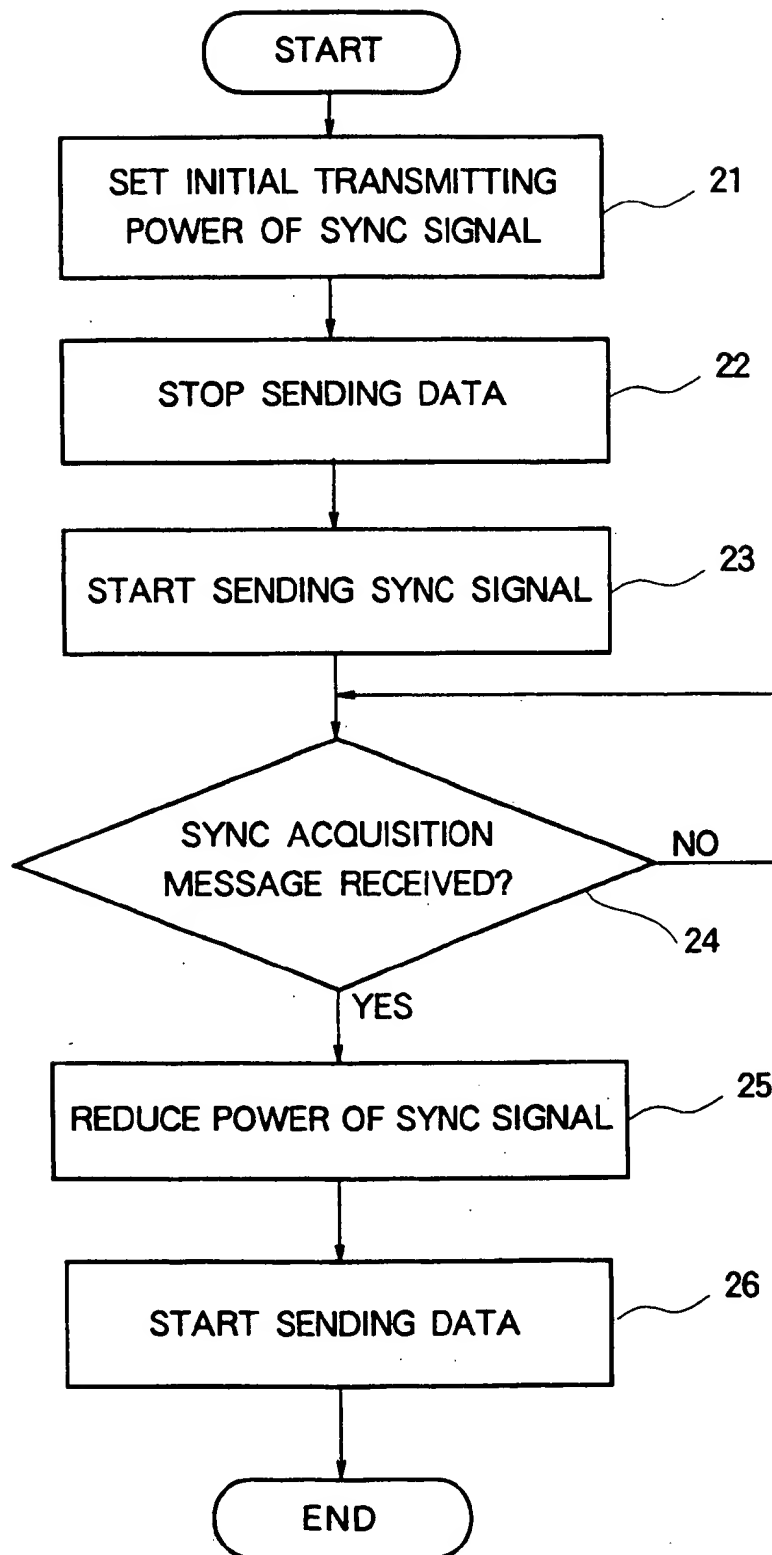 START
SET INITIAL TRANSMITTING
POWER OF SYNC SIGNAL
21
STOP SENDING DATA
22
START SENDING SYNC SIGNAL
23
SYNC ACQUISITION
MESSAGE RECEIVED?
NO
24
YES
REDUCE POWER OF SYNC SIGNAL
25
START SENDING DATA
26
END